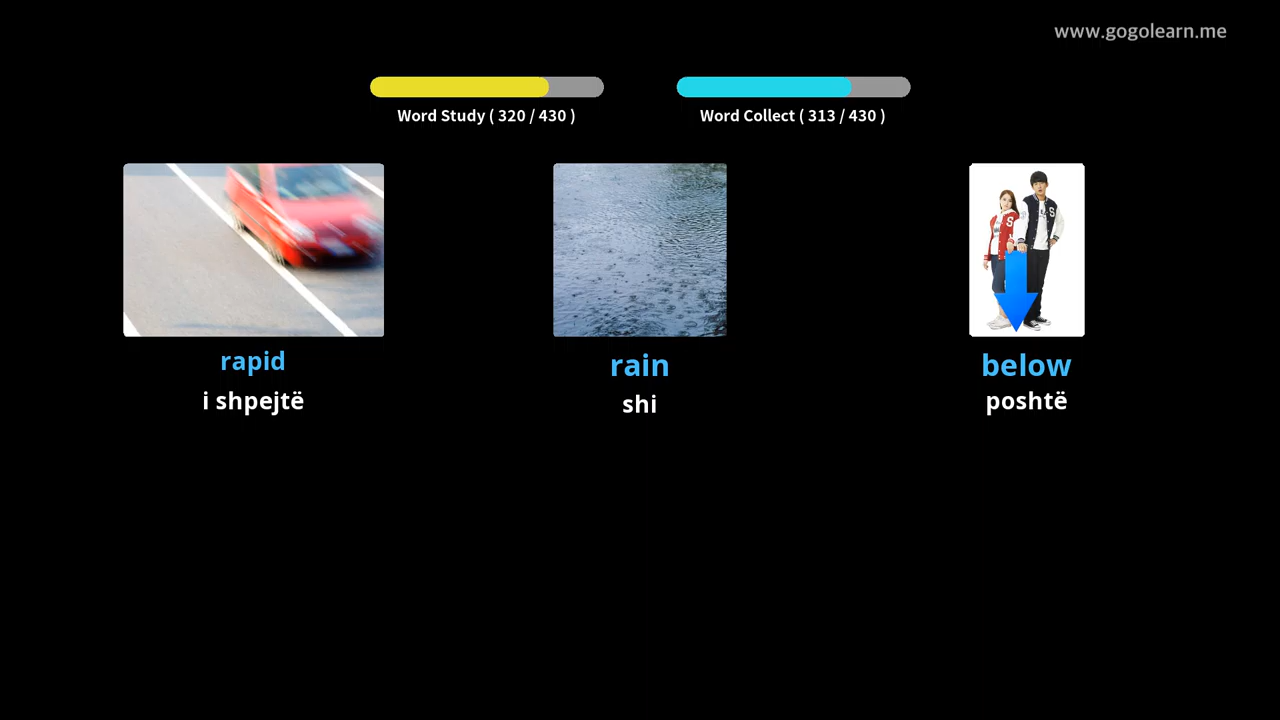 www.gogolearn.me
Word Study ( 320 / 430 )
Word Collect ( 313 / 430 )
S
S
rapid
rain
below
i shpejtë
shi
poshtë